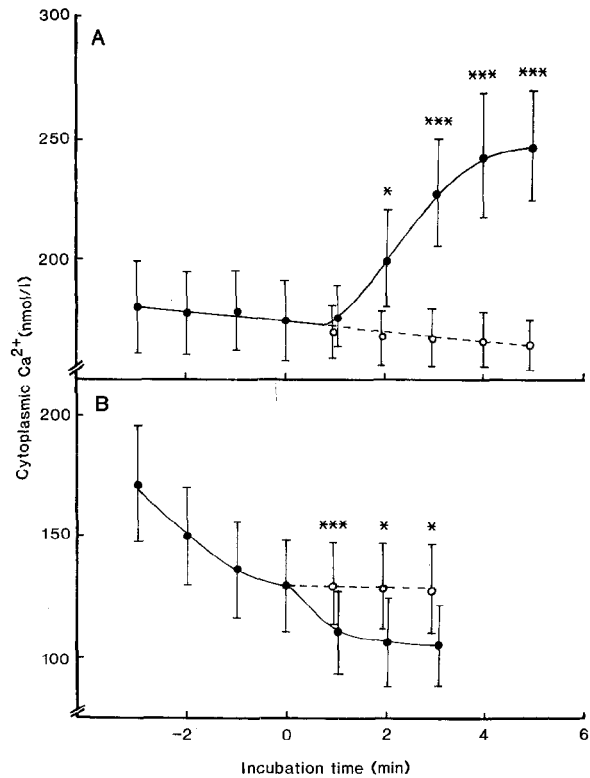 300
A
*** ***
***
250
*
200
Cytoplasmic Ca2+(nmol/l)
B
200
*** * *
150
100
-2 0 2 4 6
Incubation time (min)